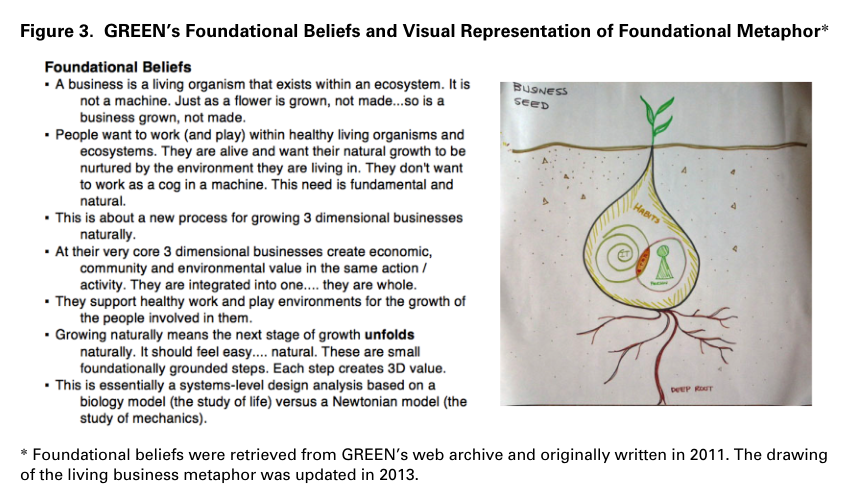 Figure 3. GREEN's Foundational Beliefs and Visual Representation of Foundational Metaphor*
Foundational Beliefs
▪ A business is a living organism that exists within an ecosystem. It is
not a machine. Just as a flower is grown, not made...so is a
business grown, not made.
▪ People want to work (and play) within healthy living organisms and
ecosystems. They are alive and want their natural growth to be
nurtured by the environment they are living in. They don't want
to work as a cog in a machine. This need is fundamental and
natural.
▪ This is about a new process for growing 3 dimensional businesses
naturally.
▪ At their very core 3 dimensional businesses create economic,
community and environmental value in the same action /
activity. They are integrated into one.... they are whole.
▪ They support healthy work and play environments for the growth of
the people involved in them.
▪ Growing naturally means the next stage of growth unfolds
naturally. It should feel easy.... natural. These are small
foundationally grounded steps. Each step creates 3D value.
▪ This is essentially a systems-level design analysis based on a
biology model (the study of life) versus a Newtonian model (the
study of mechanics).
BUSNESS
SEED
HABITS
IT
DEEP ROOT
* Foundational beliefs were retrieved from GREEN's web archive and originally written in 2011. The drawing
of the living business metaphor was updated in 2013.